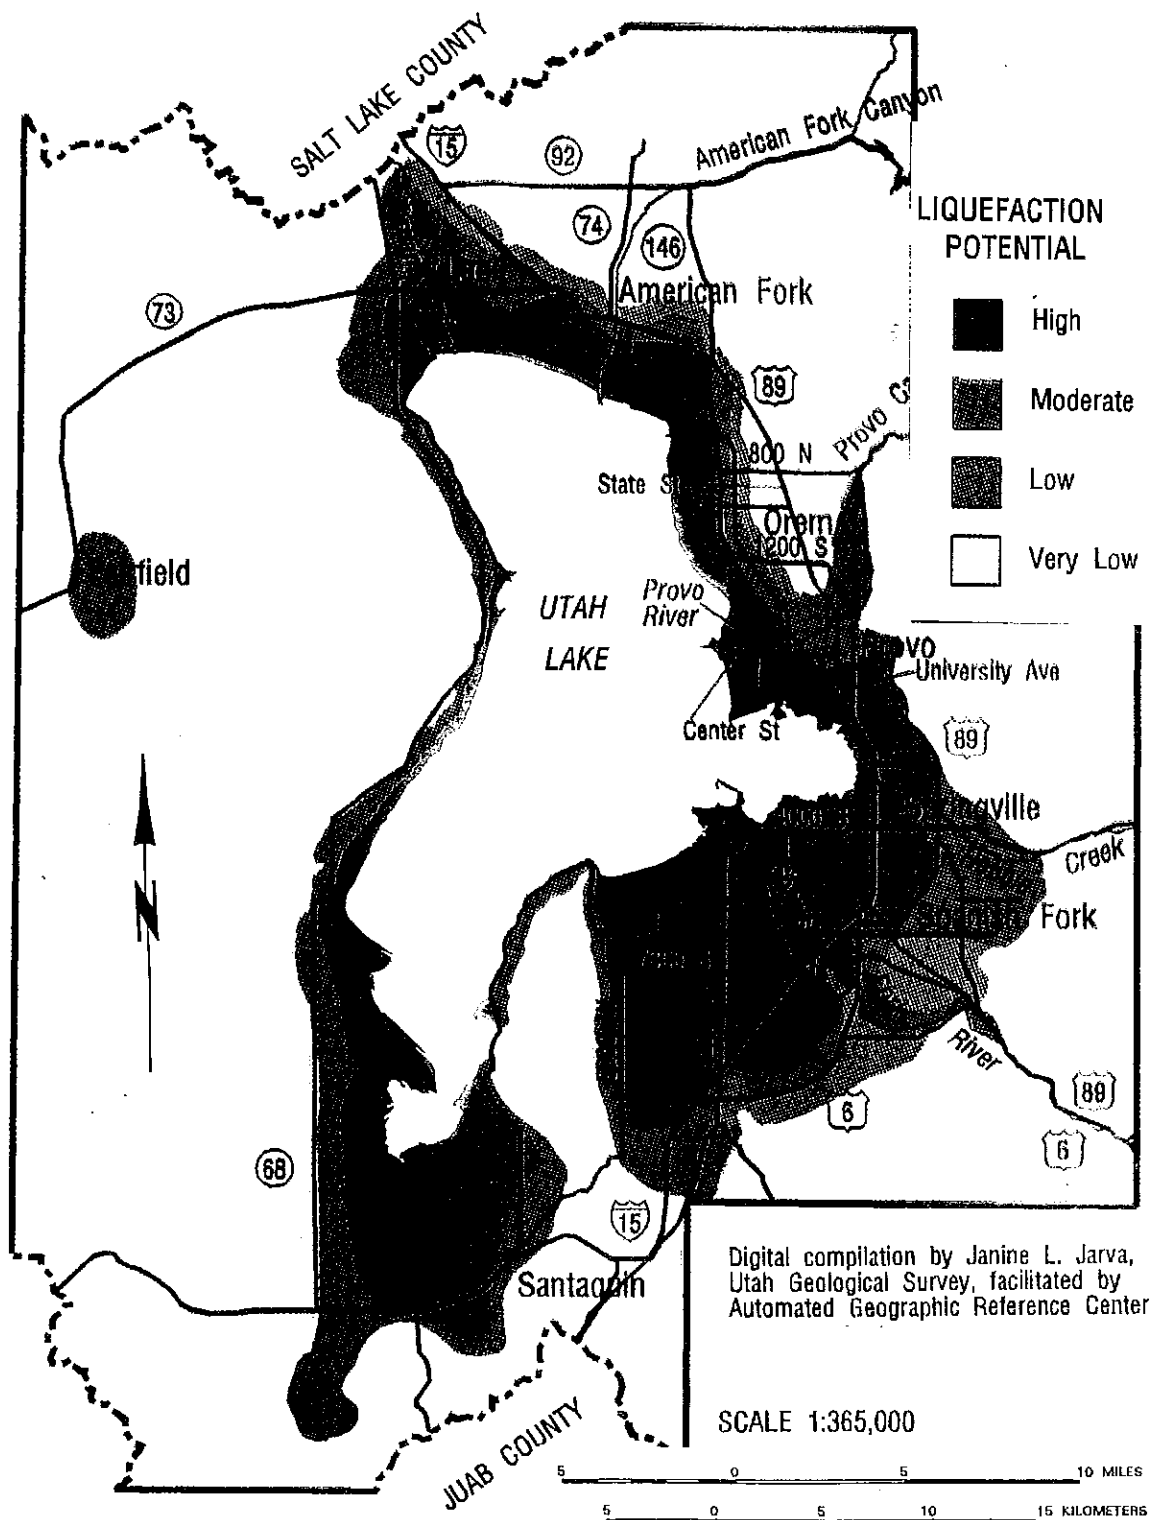 SALT LAKE COUNTY
15
92
American Fork Canyon
74
146
LIQUEFACTION
POTENTIAL
High
Moderate
Low
Very Low
American Fork
73
89
800 N
State
Orem
1200 S
Provo
River
UTAH
LAKE
University Ave
Center St
89
Creek
Fork
River
89
6
6
68
15
Santaquin
N
Digital compilation by Janine L. Jarva,
Utah Geological Survey, facilitated by
Automated Geographic Reference Center
SCALE 1:365,000
JUAB COUNTY
5 0 5 10 MILES
5 0 5 10 15 KILOMETERS